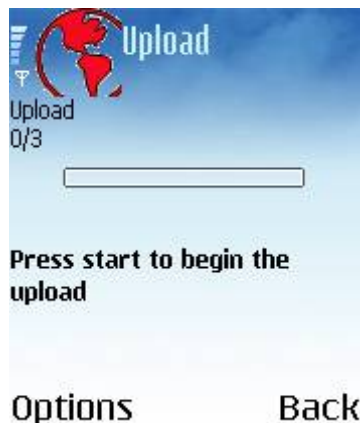 Upload
Upload
0/3
Press start to begin the
upload
Options Back